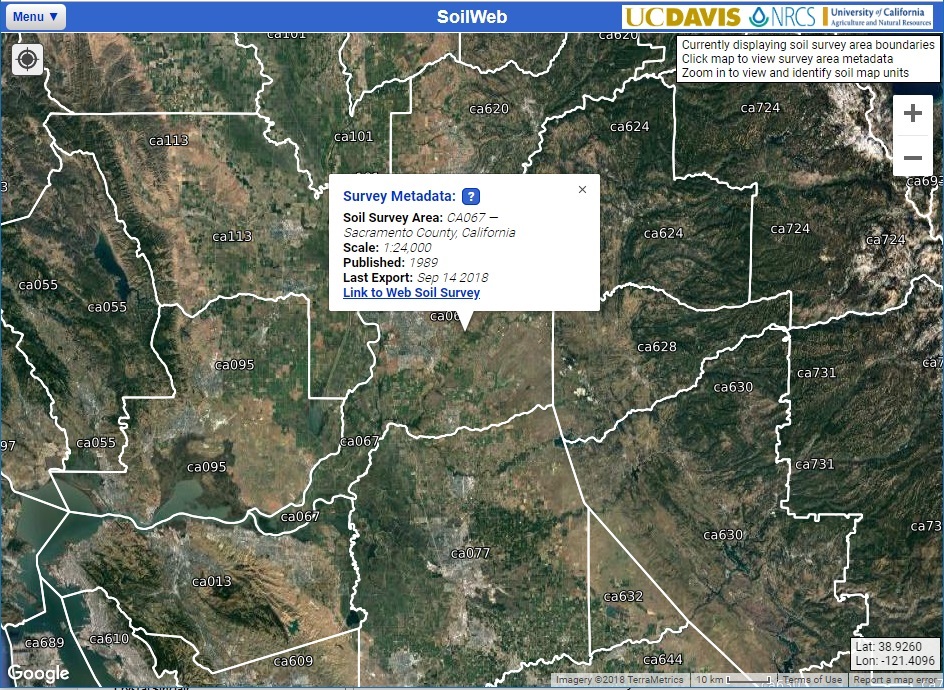 Menu ▼
SoilWeb
UCDAVIS
NRCS
University of California
Agriculture and Natural Resources
Currently displaying soil survey area boundaries
Click map to view survey area metadata
Zoom in to view and identify soil map units
ca101
ca620
ca620
ca724
ca624
ca113
ca101
ca693
ca113
ca624
ca724
ca724
Survey Metadata: ?
×
Soil Survey Area: CA067 —
Sacramento County, California
Scale: 1:24,000
Published: 1989
Last Export: Sep 14 2018
Link to Web Soil Survey
+
−
ca055
ca055
ca095
ca628
ca731
ca630
ca055
ca067
97
ca095
ca731
ca067
ca630
ca077
ca013
ca632
ca689
ca610
ca609
ca644
Lat: 38.9260
Lon: -121.4096
Google
Imagery ©2018 TerraMetrics
10 km
Terms of Use
Report a map error